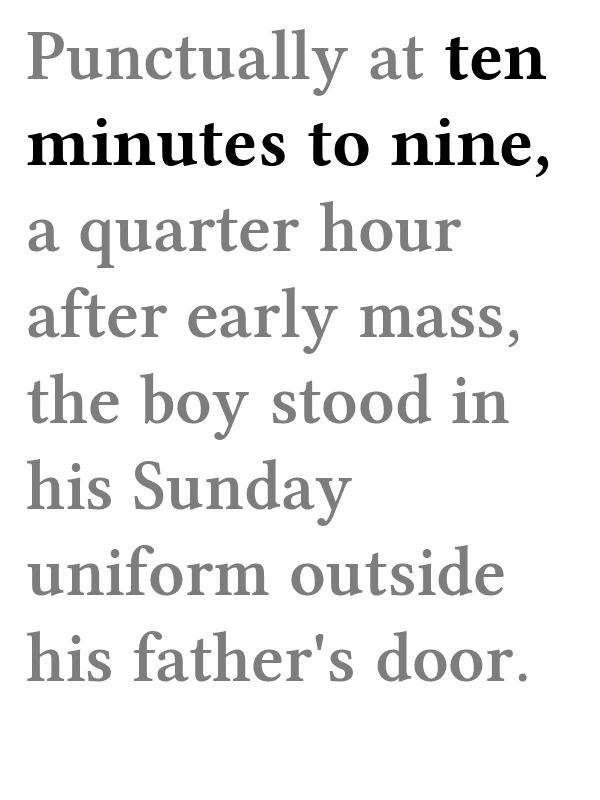 Punctually at ten
minutes to nine,
a quarter hour
after early mass,
the boy stood in
his Sunday
uniform outside
his father's door.